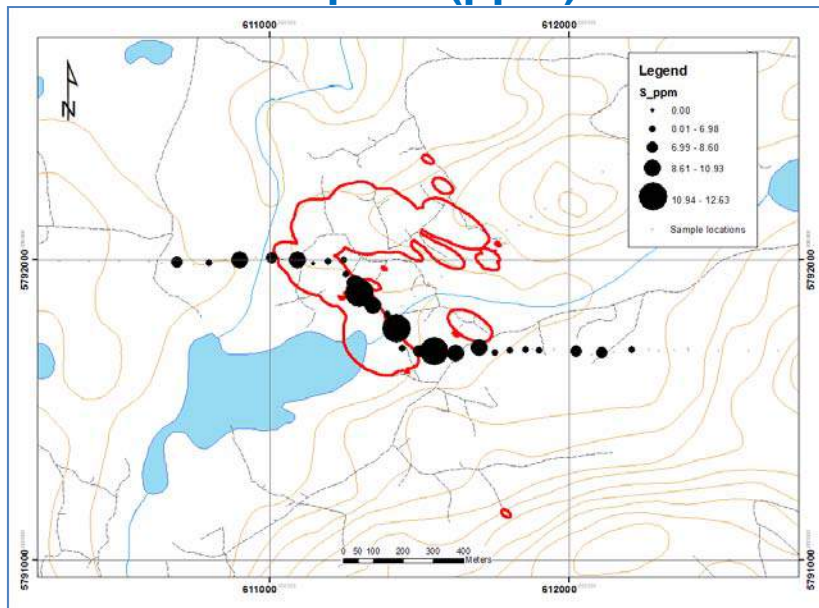 611000
612000
Legend
S_ppm
0.00
0.01 - 6.98
6.99 - 8.60
8.61 - 10.93
10.94 - 12.63
Sample locations
N
5792000
5792000
5791000
5791000
0 50 100 200 300 400
Meters
611000
612000